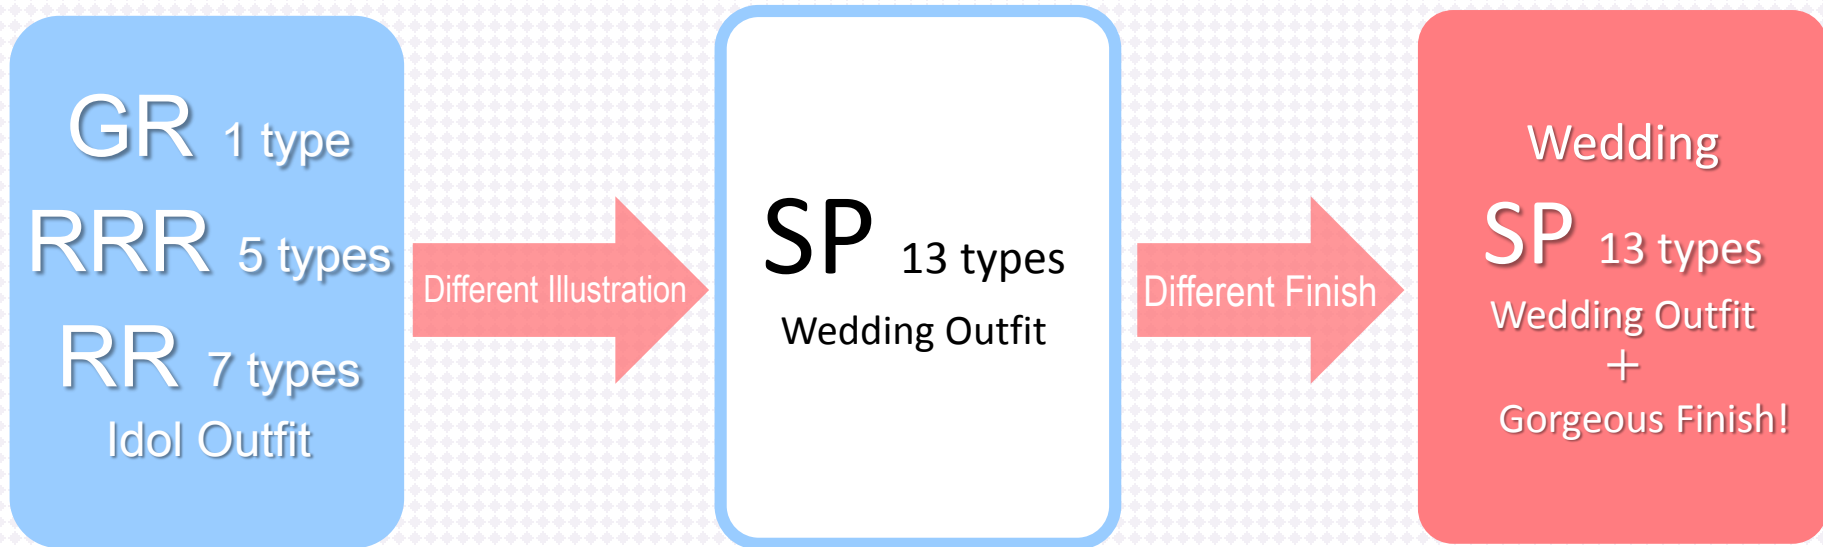 GR 1 type
RRR 5 types
RR 7 types
Idol Outfit
Different Illustration
SP 13 types
Wedding Outfit
Different Finish
Wedding
SP 13 types
Wedding Outfit
+
Gorgeous Finish!